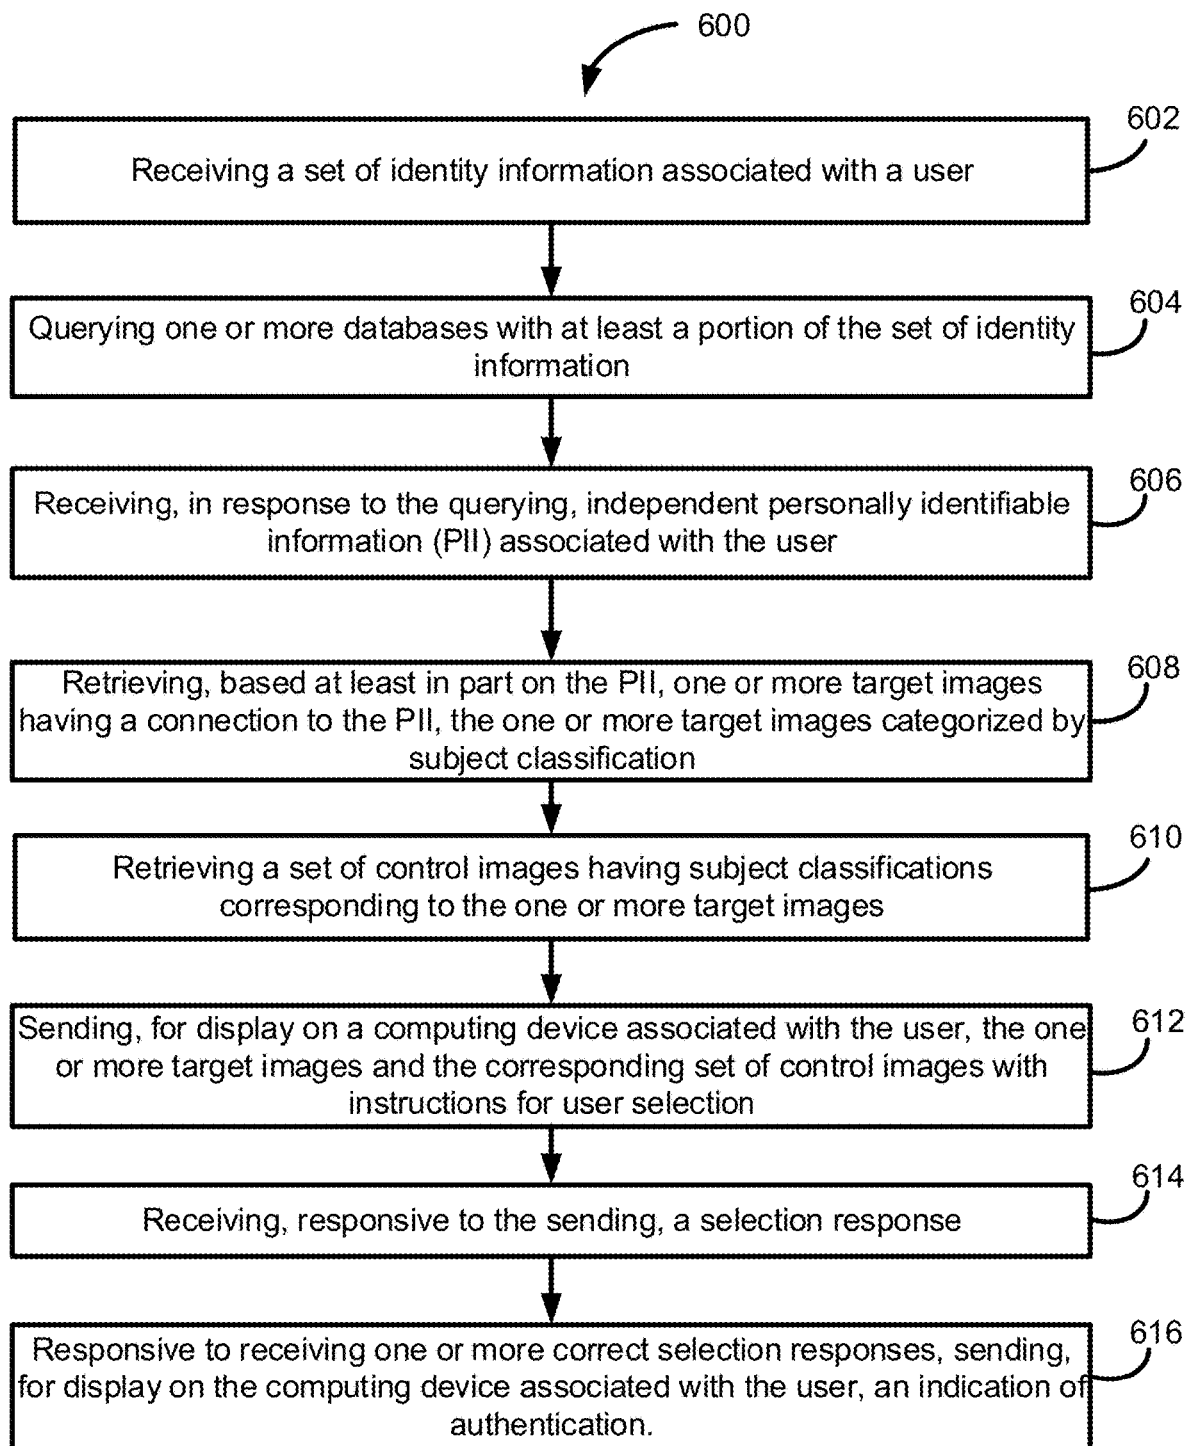 600
602
Receiving a set of identity information associated with a user
604
Querying one or more databases with at least a portion of the set of identity
information
606
Receiving, in response to the querying, independent personally identifiable
information (PII) associated with the user
608
Retrieving, based at least in part on the PII, one or more target images
having a connection to the PII, the one or more target images categorized by
subject classification
610
Retrieving a set of control images having subject classifications
corresponding to the one or more target images
612
Sending, for display on a computing device associated with the user, the one
or more target images and the corresponding set of control images with
instructions for user selection
614
Receiving, responsive to the sending, a selection response
616
Responsive to receiving one or more correct selection responses, sending,
for display on the computing device associated with the user, an indication of
authentication.